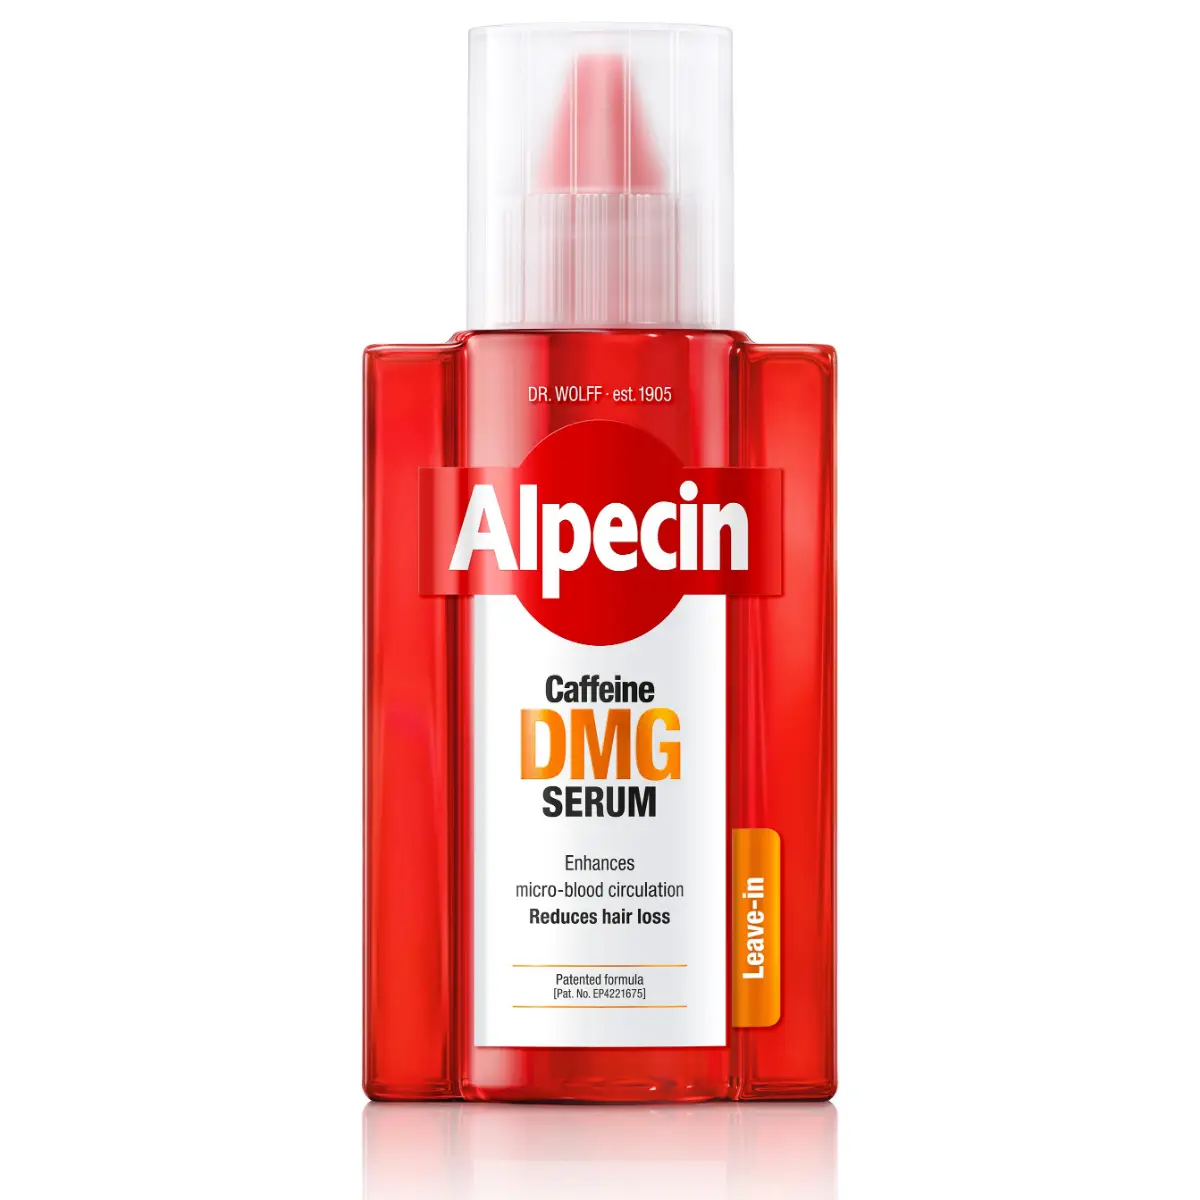 DR. WOLFF · est. 1905
Alpecin
Caffeine
DMG
SERUM
Enhances
micro-blood circulation
Reduces hair loss
Patented formula
[Pat. No. EP4221675]
Leave-in